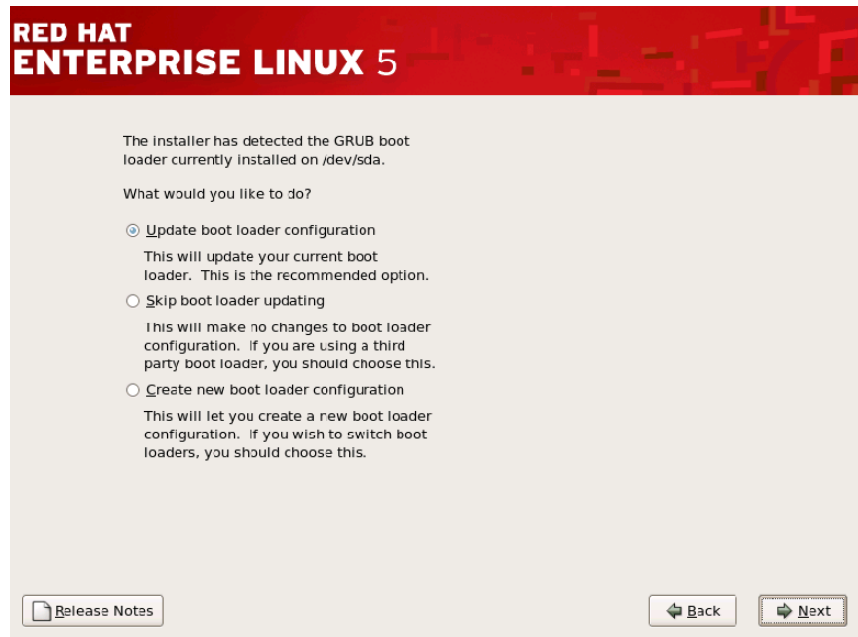 RED HAT
ENTERPRISE LINUX 5
The installer has detected the GRUB boot
loader currently installed on /dev/sda.
What would you like to do?
Update boot loader configuration
This will update your current boot
loader.  This is the recommended option.
Skip boot loader updating
This will make no changes to boot loader
configuration.  If you are using a third
party boot loader, you should choose this.
Create new boot loader configuration
This will let you create a new boot loader
configuration.  If you wish to switch boot
loaders, you should choose this.
Release Notes
Back
Next